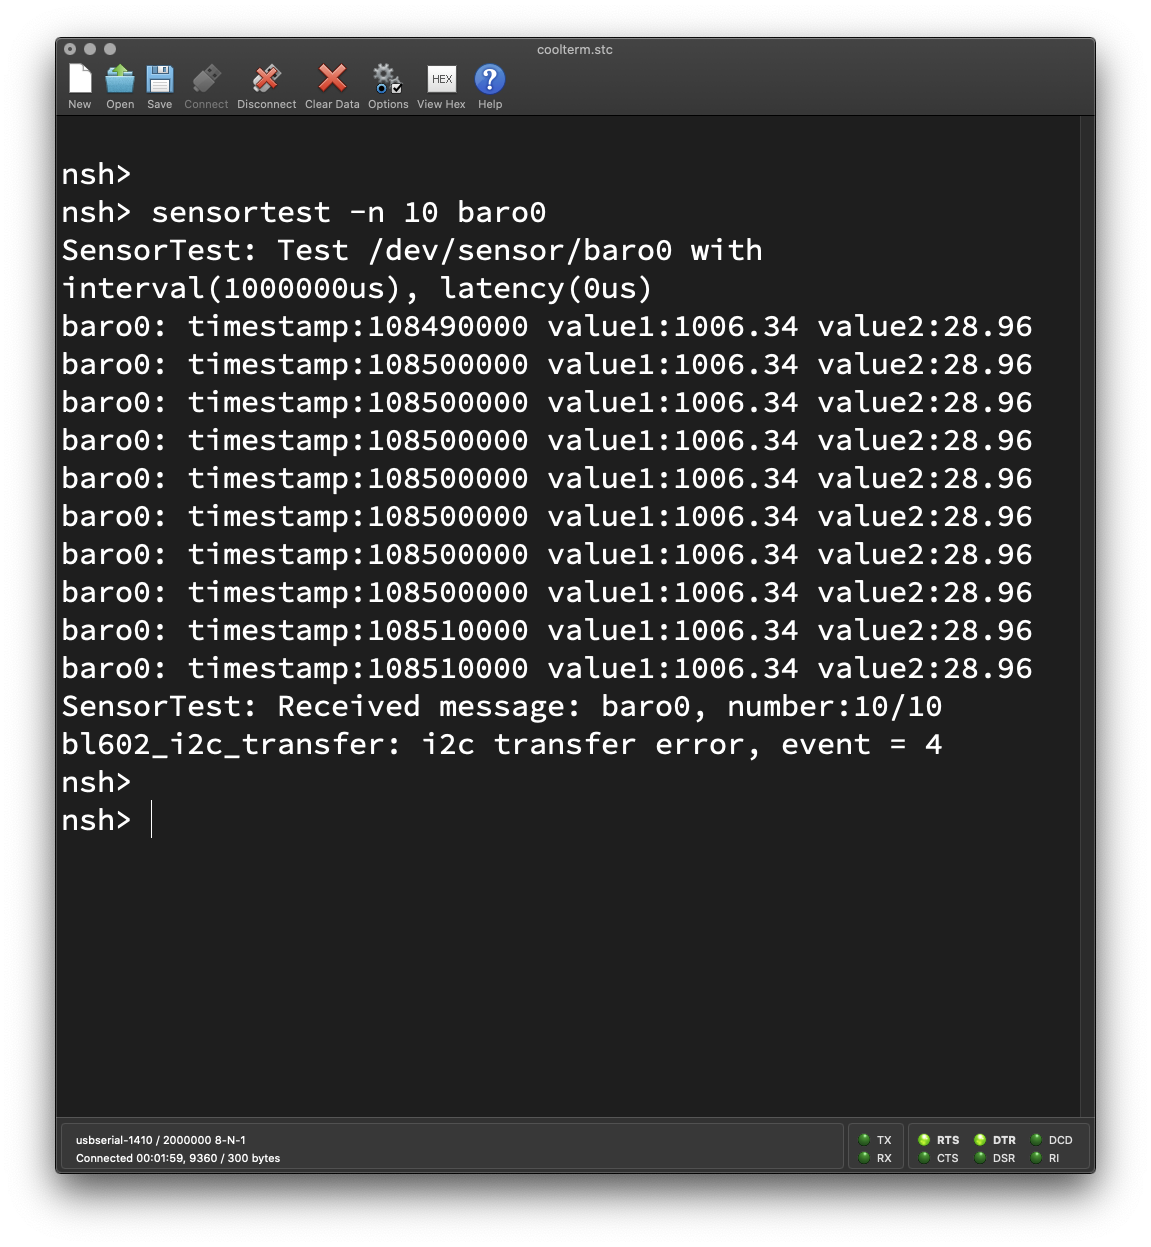 coolterm.stc
New Open Save Connect Disconnect Clear Data Options View Hex Help
HEX
?
nsh>
nsh> sensortest -n 10 baro0
SensorTest: Test /dev/sensor/baro0 with
interval(1000000us), latency(0us)
baro0: timestamp:108490000 value1:1006.34 value2:28.96
baro0: timestamp:108500000 value1:1006.34 value2:28.96
baro0: timestamp:108500000 value1:1006.34 value2:28.96
baro0: timestamp:108500000 value1:1006.34 value2:28.96
baro0: timestamp:108500000 value1:1006.34 value2:28.96
baro0: timestamp:108500000 value1:1006.34 value2:28.96
baro0: timestamp:108500000 value1:1006.34 value2:28.96
baro0: timestamp:108500000 value1:1006.34 value2:28.96
baro0: timestamp:108510000 value1:1006.34 value2:28.96
baro0: timestamp:108510000 value1:1006.34 value2:28.96
SensorTest: Received message: baro0, number:10/10
bl602_i2c_transfer: i2c transfer error, event = 4
nsh>
nsh>
usbserial-1410 / 2000000 8-N-1
Connected 00:01:59, 9360 / 300 bytes
TX RTS DTR DCD
RX CTS DSR RI